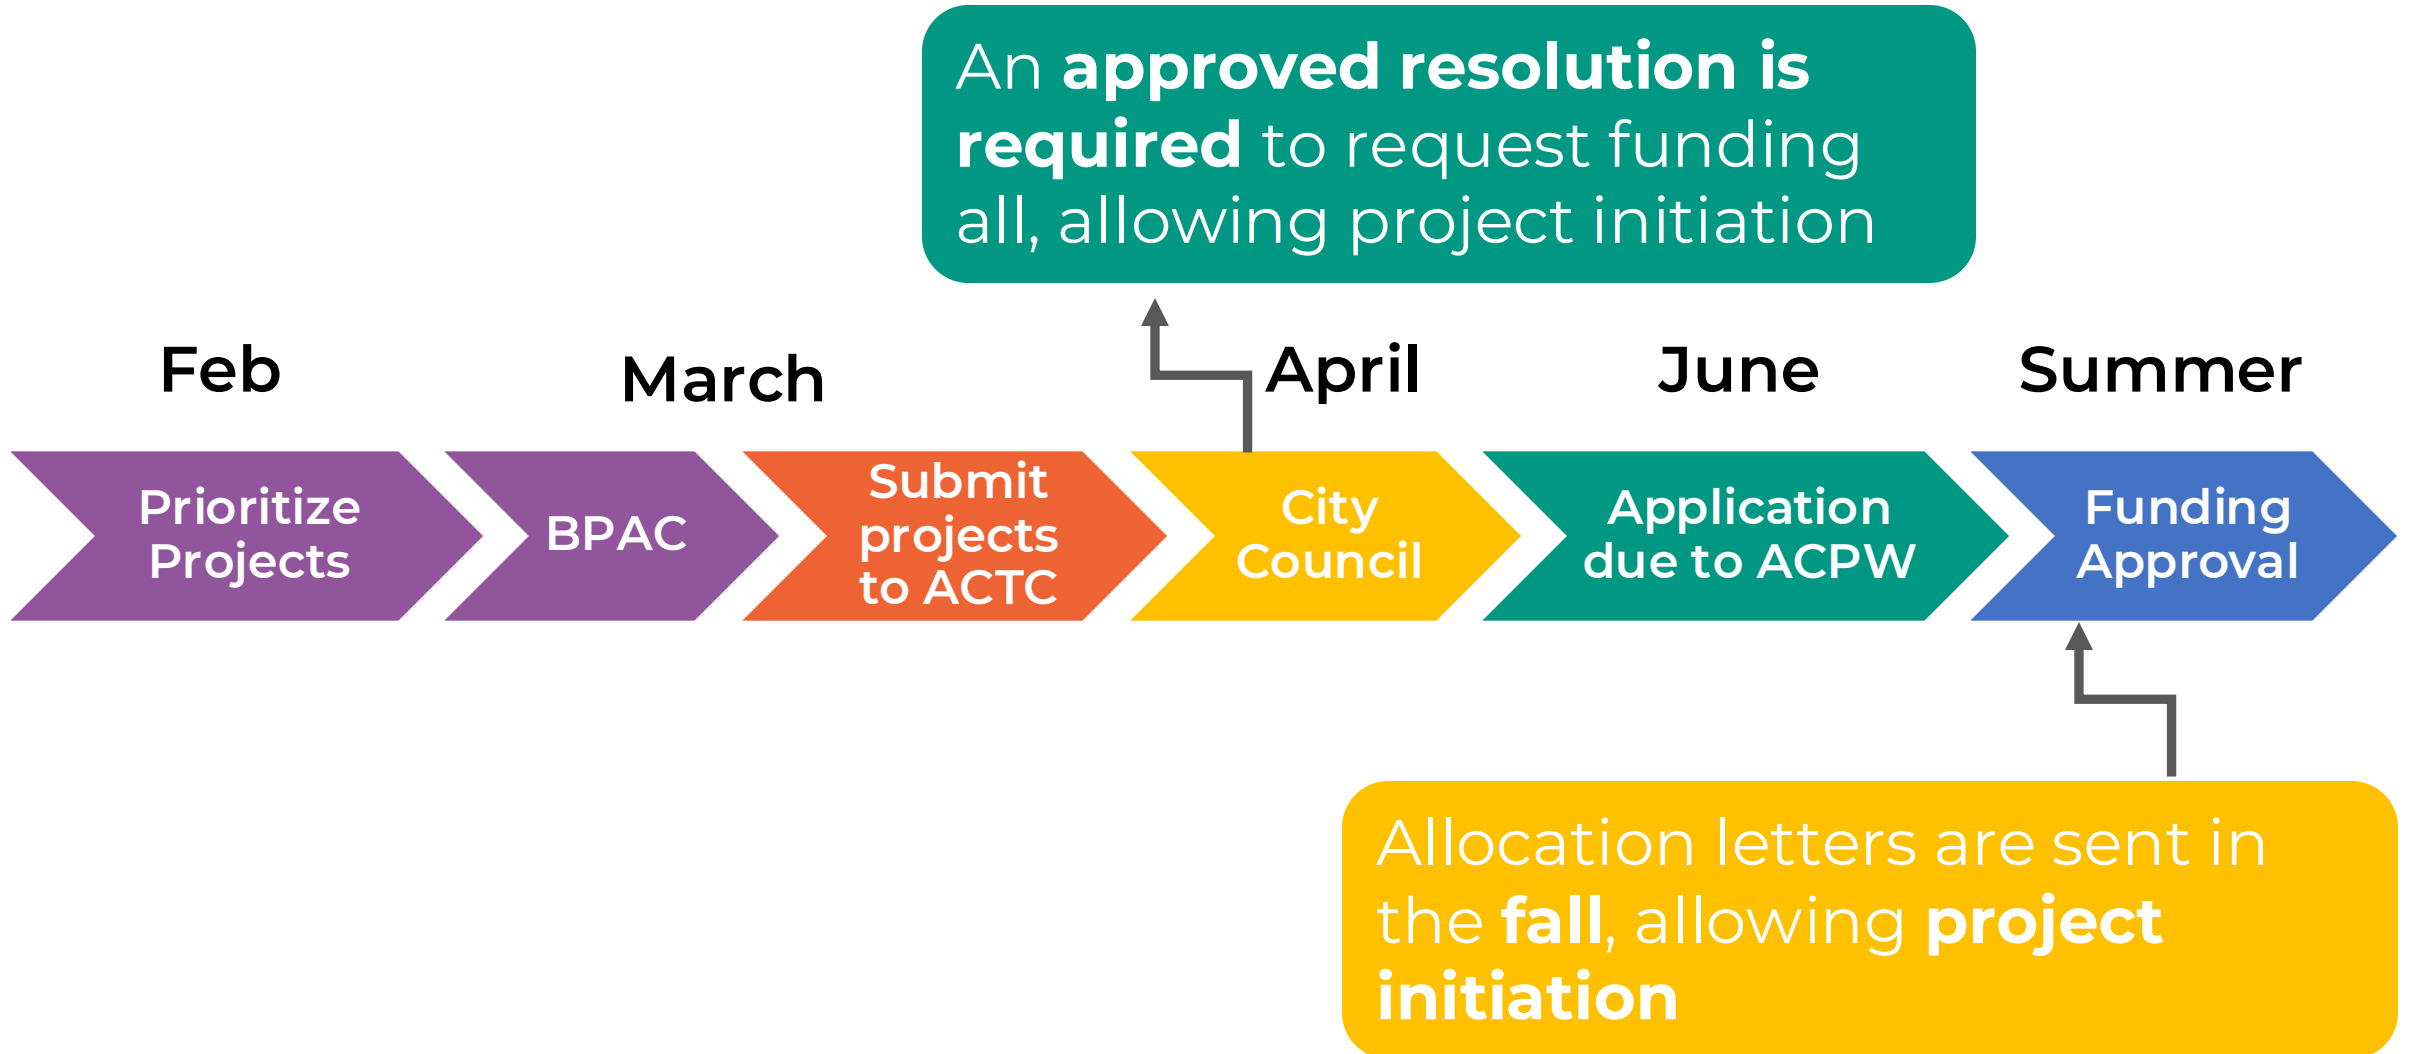 An approved resolution is
required to request funding
all, allowing project initiation
Feb
March
April
June
Summer
Prioritize
Projects
BPAC
Submit
projects
to ACTC
City
Council
Application
due to ACPW
Funding
Approval
Allocation letters are sent in
the fall, allowing project
initiation